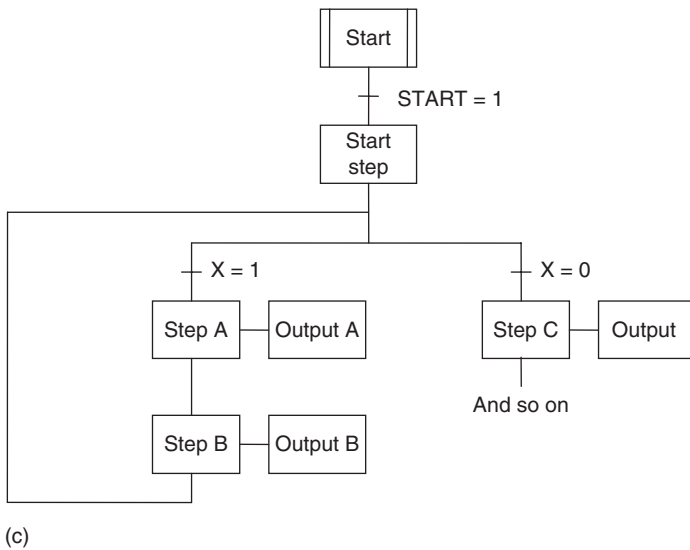 Start
START = 1
Start
step
X = 1
X = 0
Step A
Output A
Step C
Output
And so on
Step B
Output B
(c)